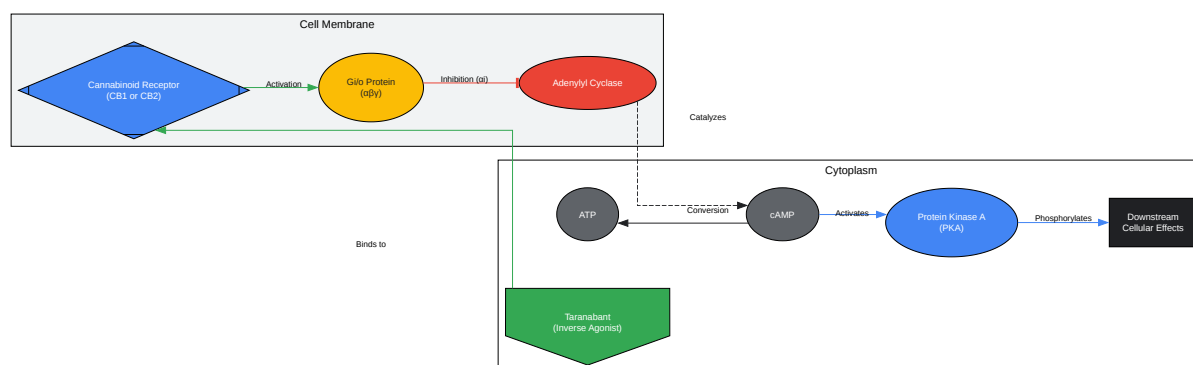 Cell Membrane
Cannabinoid Receptor
(CB1 or CB2)
Activation
Gi/o Protein
(αβγ)
Inhibition (αi)
Adenylyl Cyclase
Catalyzes
Cytoplasm
ATP
Conversion
cAMP
Activates
Protein Kinase A
(PKA)
Phosphorylates
Downstream
Cellular Effects
Binds to
Taranabant
(Inverse Agonist)